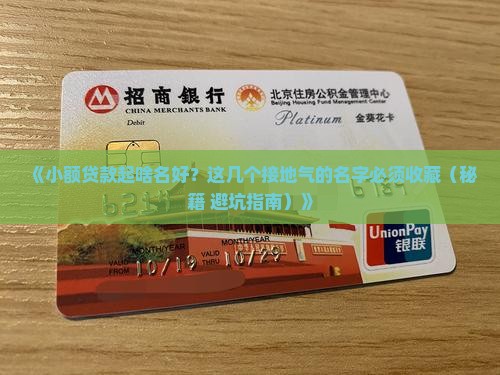 招商银行
CHINA MERCHANTS BANK
Debit
北京住房公积金管理中心
Beijing Housing Fund Management Center
Platinum 金葵花卡
《小额贷款起啥名好？这几个接地气的名字必须收藏（秘
籍 避坑指南）》
MONTH/YEAR MONTH/YEAR
VALID FROM 10/19 VALID THRU 10/29
UnionPay
银联